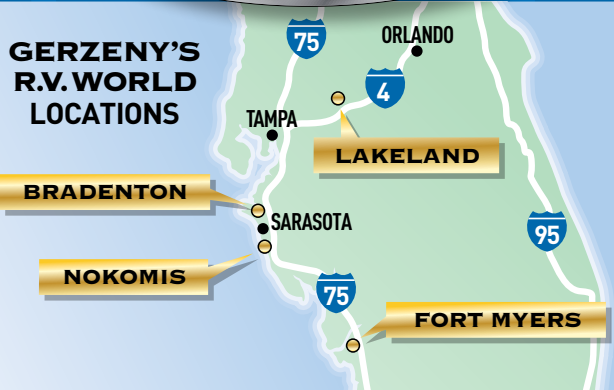 GERZENY'S
R.V. WORLD
LOCATIONS
75
ORLANDO
4
TAMPA
LAKELAND
BRADENTON
SARASOTA
95
NOKOMIS
75
FORT MYERS